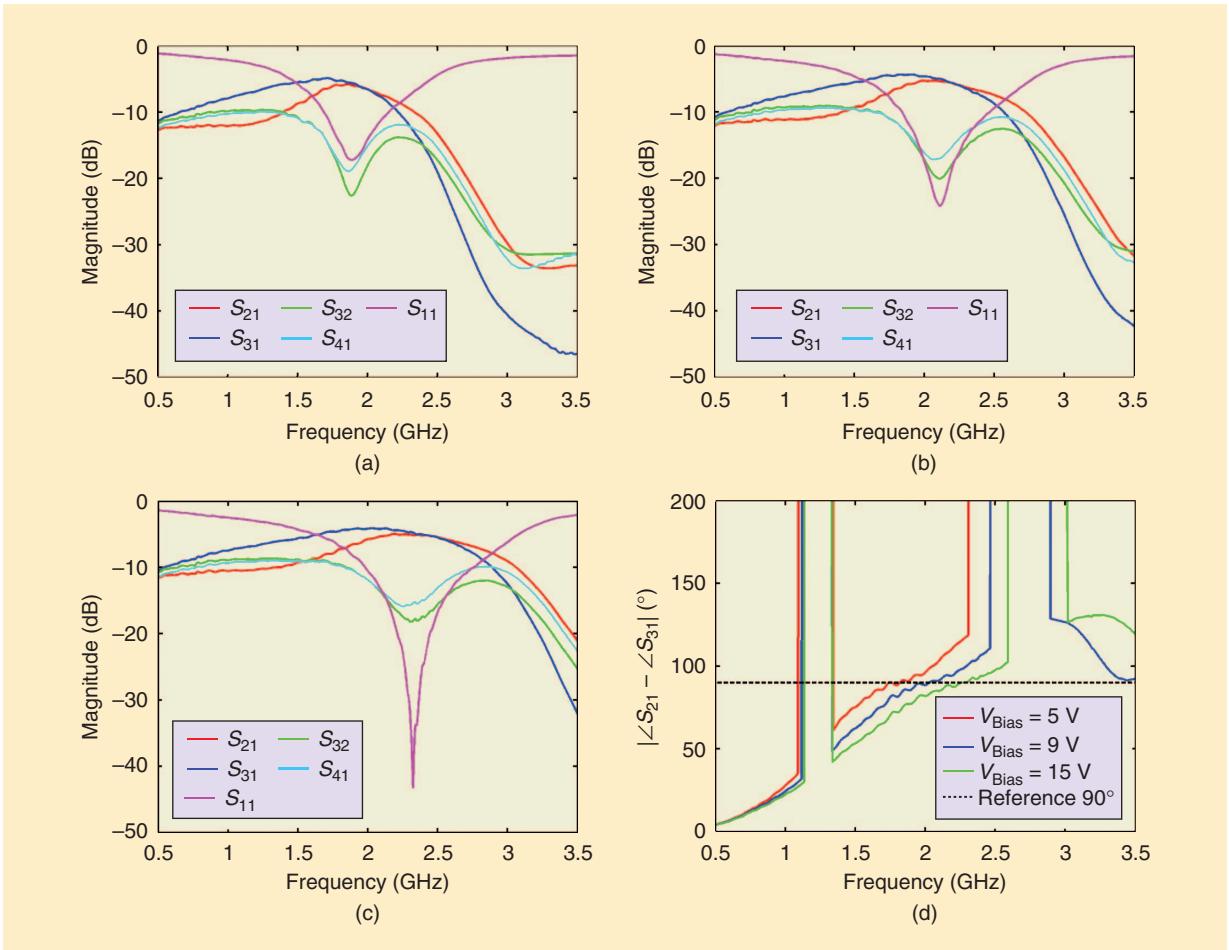 0
–10
–20
–30
–40
–50
Magnitude (dB)
S21 S32 S11
S31 S41
0.5 1 1.5 2 2.5 3 3.5
Frequency (GHz)
(a)
0
–10
–20
–30
–40
–50
Magnitude (dB)
S21 S32 S11
S31 S41
0.5 1 1.5 2 2.5 3 3.5
Frequency (GHz)
(b)
0
–10
–20
–30
–40
–50
Magnitude (dB)
S21 S32
S31 S41
S11
0.5 1 1.5 2 2.5 3 3.5
Frequency (GHz)
(c)
200
150
100
50
0
|∠S21 – ∠S31| (°)
VBias = 5 V
VBias = 9 V
VBias = 15 V
Reference 90°
0.5 1 1.5 2 2.5 3 3.5
Frequency (GHz)
(d)